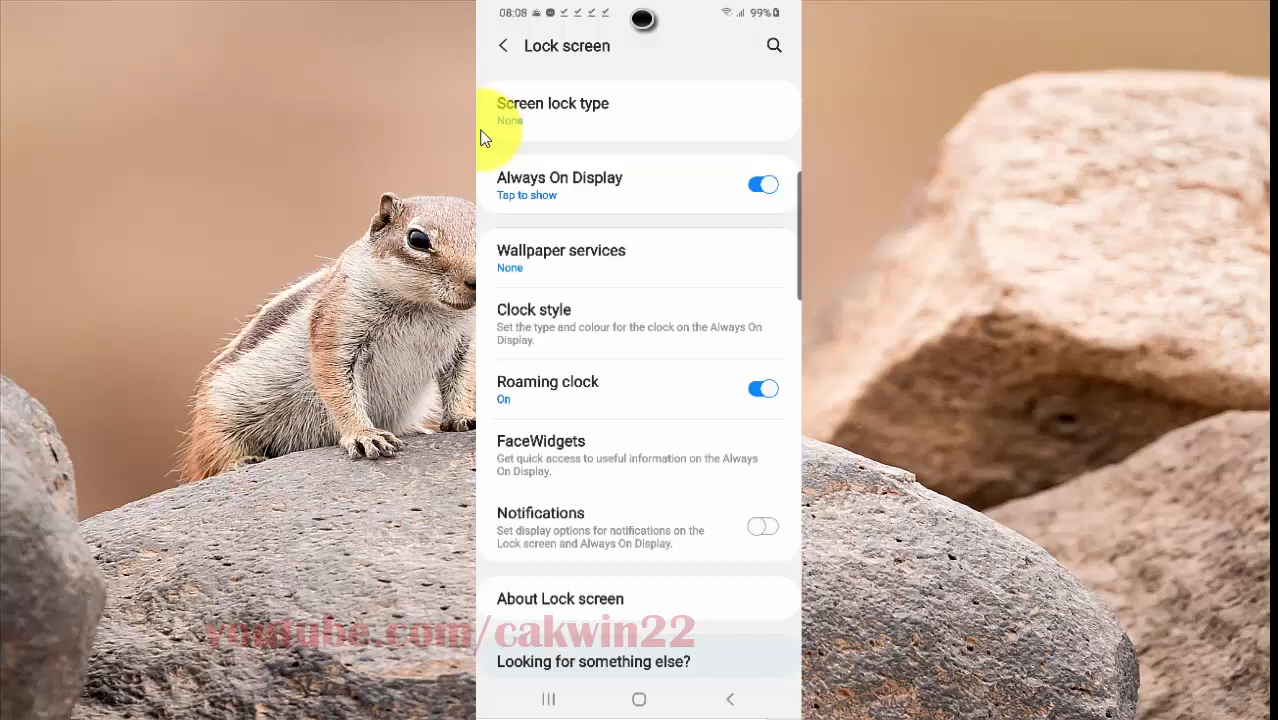 08:08 99%
Lock screen
Screen lock type
None
Always On Display
Tap to show
Wallpaper services
None
Clock style
Set the type and colour for the clock on the Always On
Display.
Roaming clock
On
FaceWidgets
Get quick access to useful information on the Always
On Display.
Notifications
Set display options for notifications on the
Lock screen and Always On Display.
About Lock screen
youtube.com/cakwin22
Looking for something else?